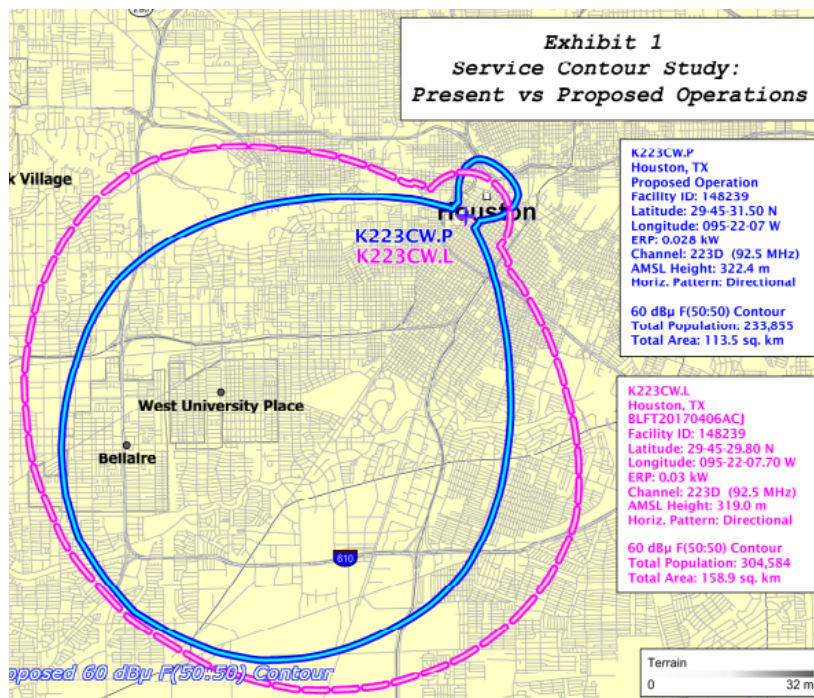 Exhibit 1
Service Contour Study:
Present vs Proposed Operations
K223CW.P
Houston, TX
Proposed Operation
Facility ID: 148239
Latitude: 29-45-31.50 N
Longitude: 095-22-07 W
ERP: 0.028 kW
Channel: 223D (92.5 MHz)
AMSL Height: 322.4 m
Horiz. Pattern: Directional
60 dBµ F(50:50) Contour
Total Population: 233,855
Total Area: 113.5 sq. km
K223CW.L
Houston, TX
BLFT20170406ACJ
Facility ID: 148239
Latitude: 29-45-29.80 N
Longitude: 095-22-07.70 W
ERP: 0.03 kW
Channel: 223D (92.5 MHz)
AMSL Height: 319.0 m
Horiz. Pattern: Directional
60 dBµ F(50:50) Contour
Total Population: 304,584
Total Area: 158.9 sq. km
k Village
Houston
K223CW.P
K223CW.L
West University Place
Bellaire
610
oposed 60 dBµ F(50:50) Contour
Terrain
0 32 m